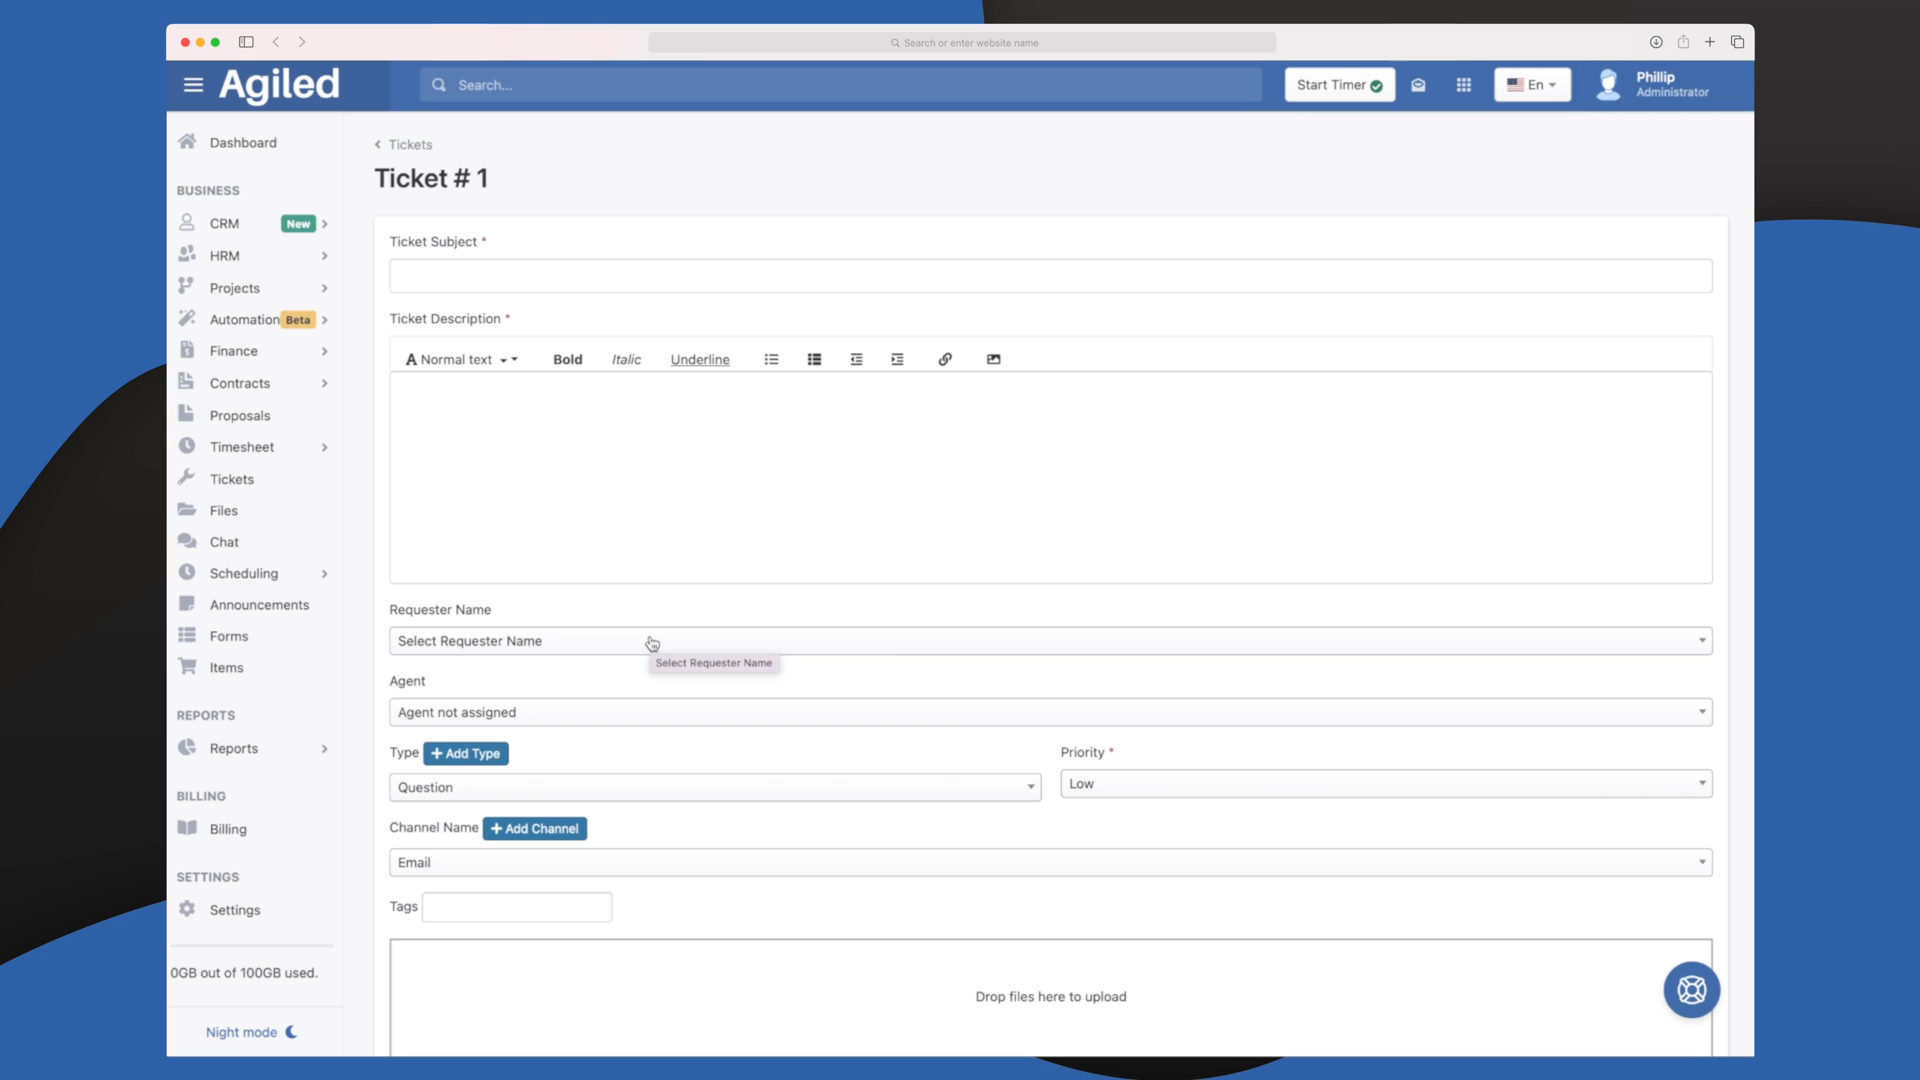 Search or enter website name
Agiled
Search...
Start Timer
En
Phillip
Administrator
Dashboard
BUSINESS
CRM New
HRM
Projects
Automation Beta
Finance
Contracts
Proposals
Timesheet
Tickets
Files
Chat
Scheduling
Announcements
Forms
Items
REPORTS
Reports
BILLING
Billing
SETTINGS
Settings
0GB out of 100GB used.
Night mode
Tickets
Ticket # 1
Ticket Subject *
Ticket Description *
A Normal text Bold Italic Underline
Requester Name
Select Requester Name
Select Requester Name
Agent
Agent not assigned
Type + Add Type
Question
Priority *
Low
Channel Name + Add Channel
Email
Tags
Drop files here to upload